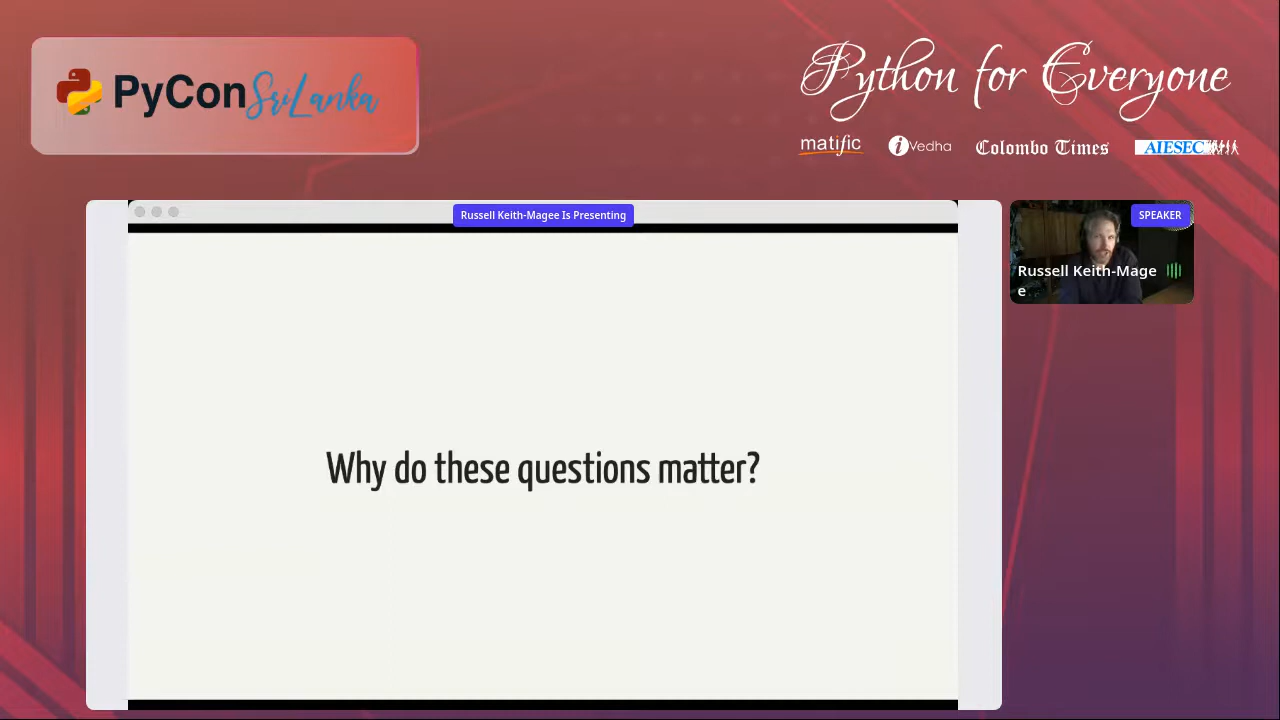 PyCon SriLanka
Python for Everyone
matific
iVedha
Colombo Times
AIESEC
Russell Keith-Magee Is Presenting
SPEAKER
Russell Keith-Mage
e
Why do these questions matter?